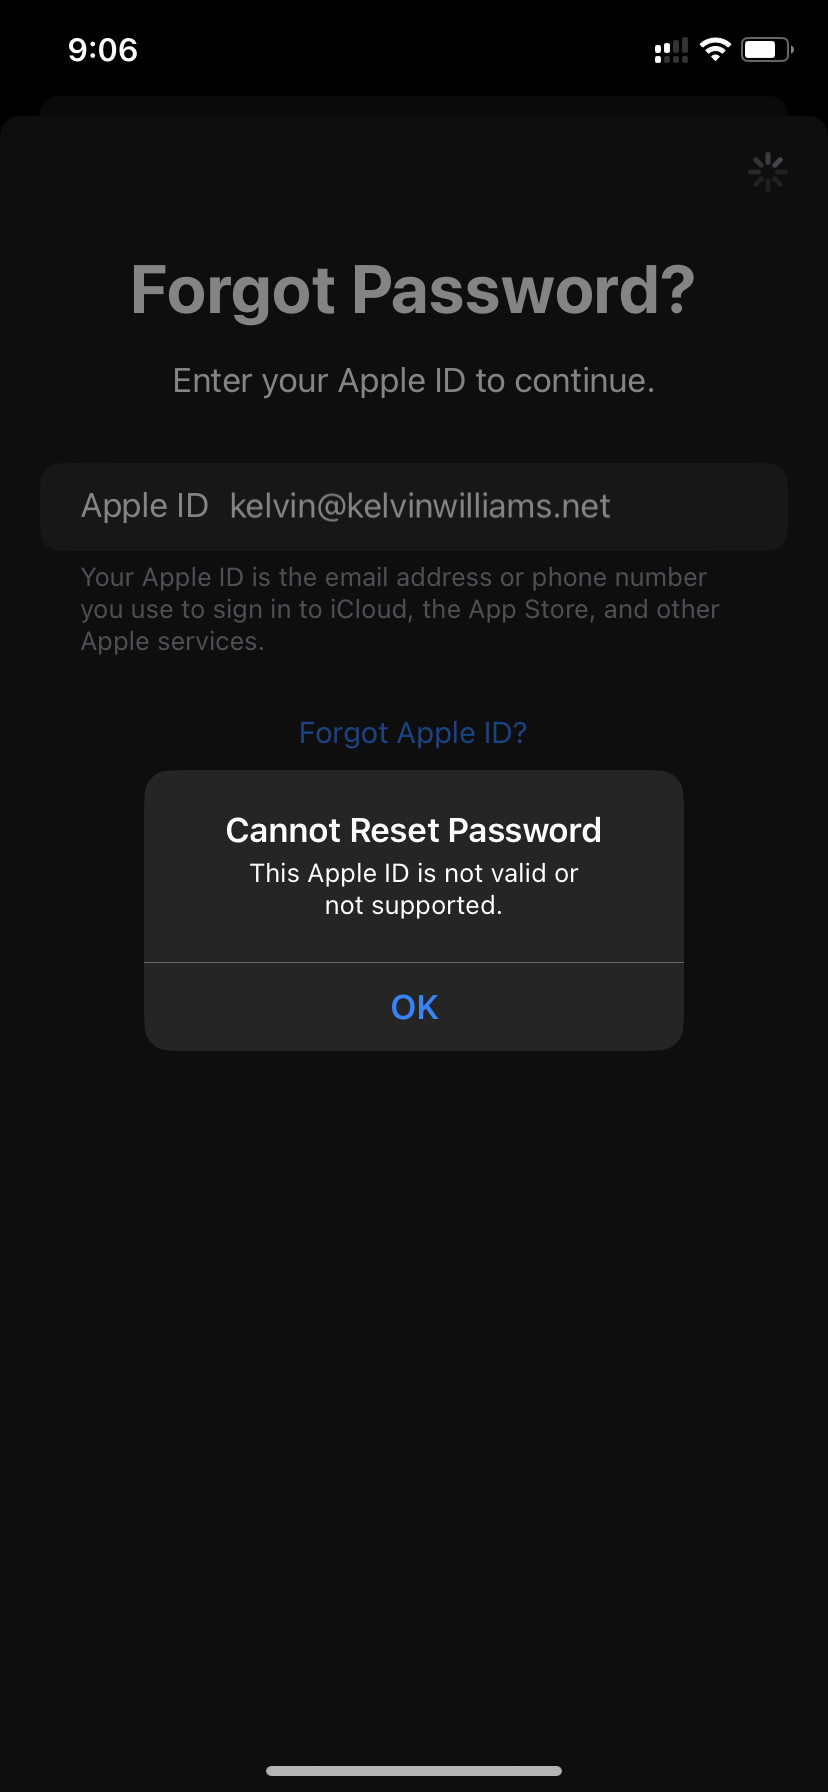 9:06
Forgot Password?
Enter your Apple ID to continue.
Apple ID kelvin@kelvinwilliams.net
Your Apple ID is the email address or phone number
you use to sign in to iCloud, the App Store, and other
Apple services.
Forgot Apple ID?
Cannot Reset Password
This Apple ID is not valid or
not supported.
OK